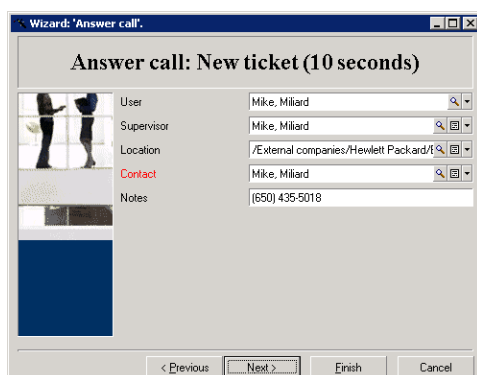 Wizard: 'Answer call'.
Answer call: New ticket (10 seconds)
User Mike, Miliard
Supervisor Mike, Miliard
Location /External companies/Hewlett Packard/
Contact Mike, Miliard
Notes (650) 435-5018
< Previous Next > Finish Cancel